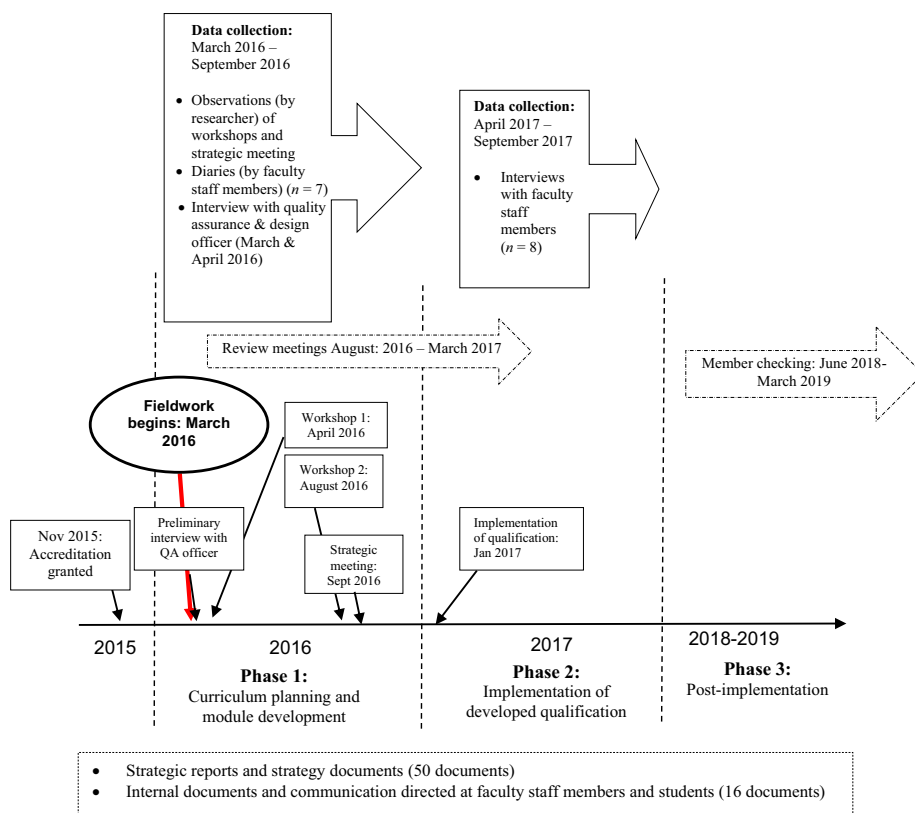 Data collection:
March 2016 –
September 2016
• Observations (by
researcher) of
workshops and
strategic meeting
• Diaries (by faculty
staff members) (n = 7)
• Interview with quality
assurance & design
officer (March &
April 2016)
Data collection:
April 2017 –
September 2017
• Interviews
with faculty
staff
members
(n = 8)
Review meetings August: 2016 – March 2017
Member checking: June 2018-
March 2019
Fieldwork
begins: March
2016
Workshop 1:
April 2016
Workshop 2:
August 2016
Nov 2015:
Accreditation
granted
Preliminary
interview with
QA officer
Strategic
meeting:
Sept 2016
Implementation
of qualification:
Jan 2017
2015
2016
2017
2018-2019
Phase 1:
Curriculum planning and
module development
Phase 2:
Implementation of
developed qualification
Phase 3:
Post-implementation
• Strategic reports and strategy documents (50 documents)
• Internal documents and communication directed at faculty staff members and students (16 documents)